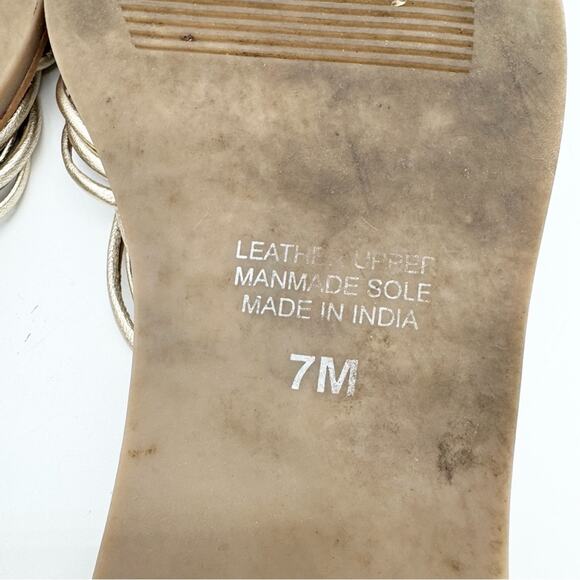 LEATHER UPPER
MANMADE SOLE
MADE IN INDIA
7M